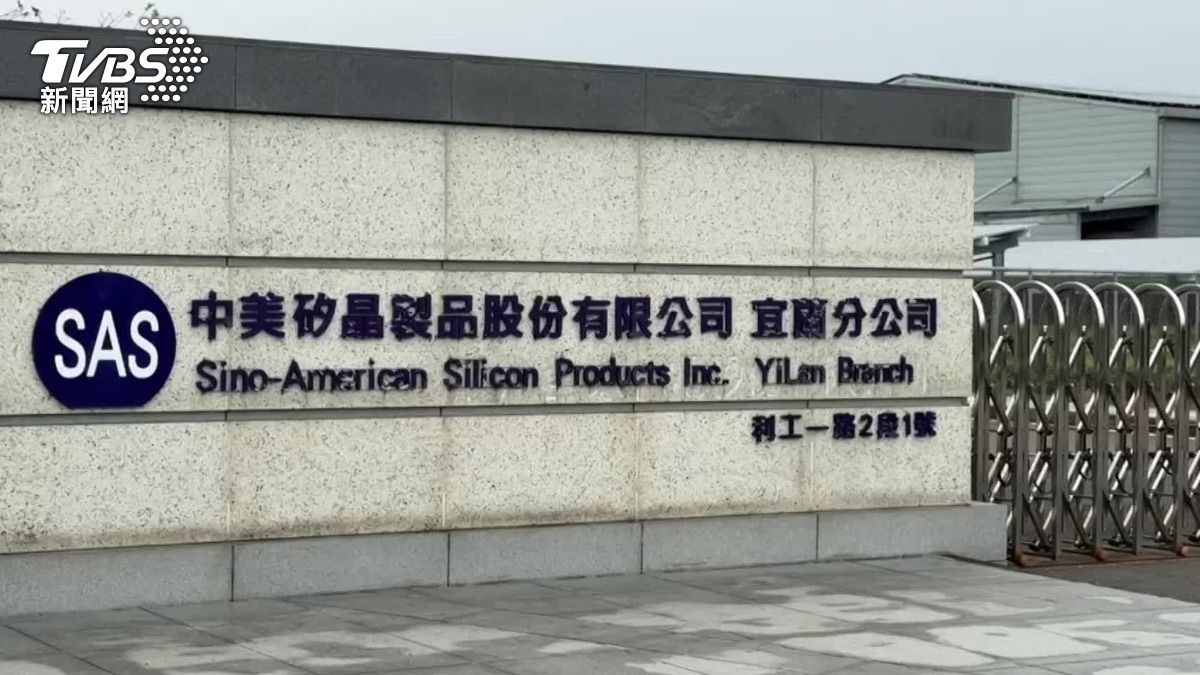 TVBS
新聞網
SAS
中美矽晶製品股份有限公司 宜蘭分公司
Sino-American Silicon Products Inc. YiLan Branch
利工一路2段1號